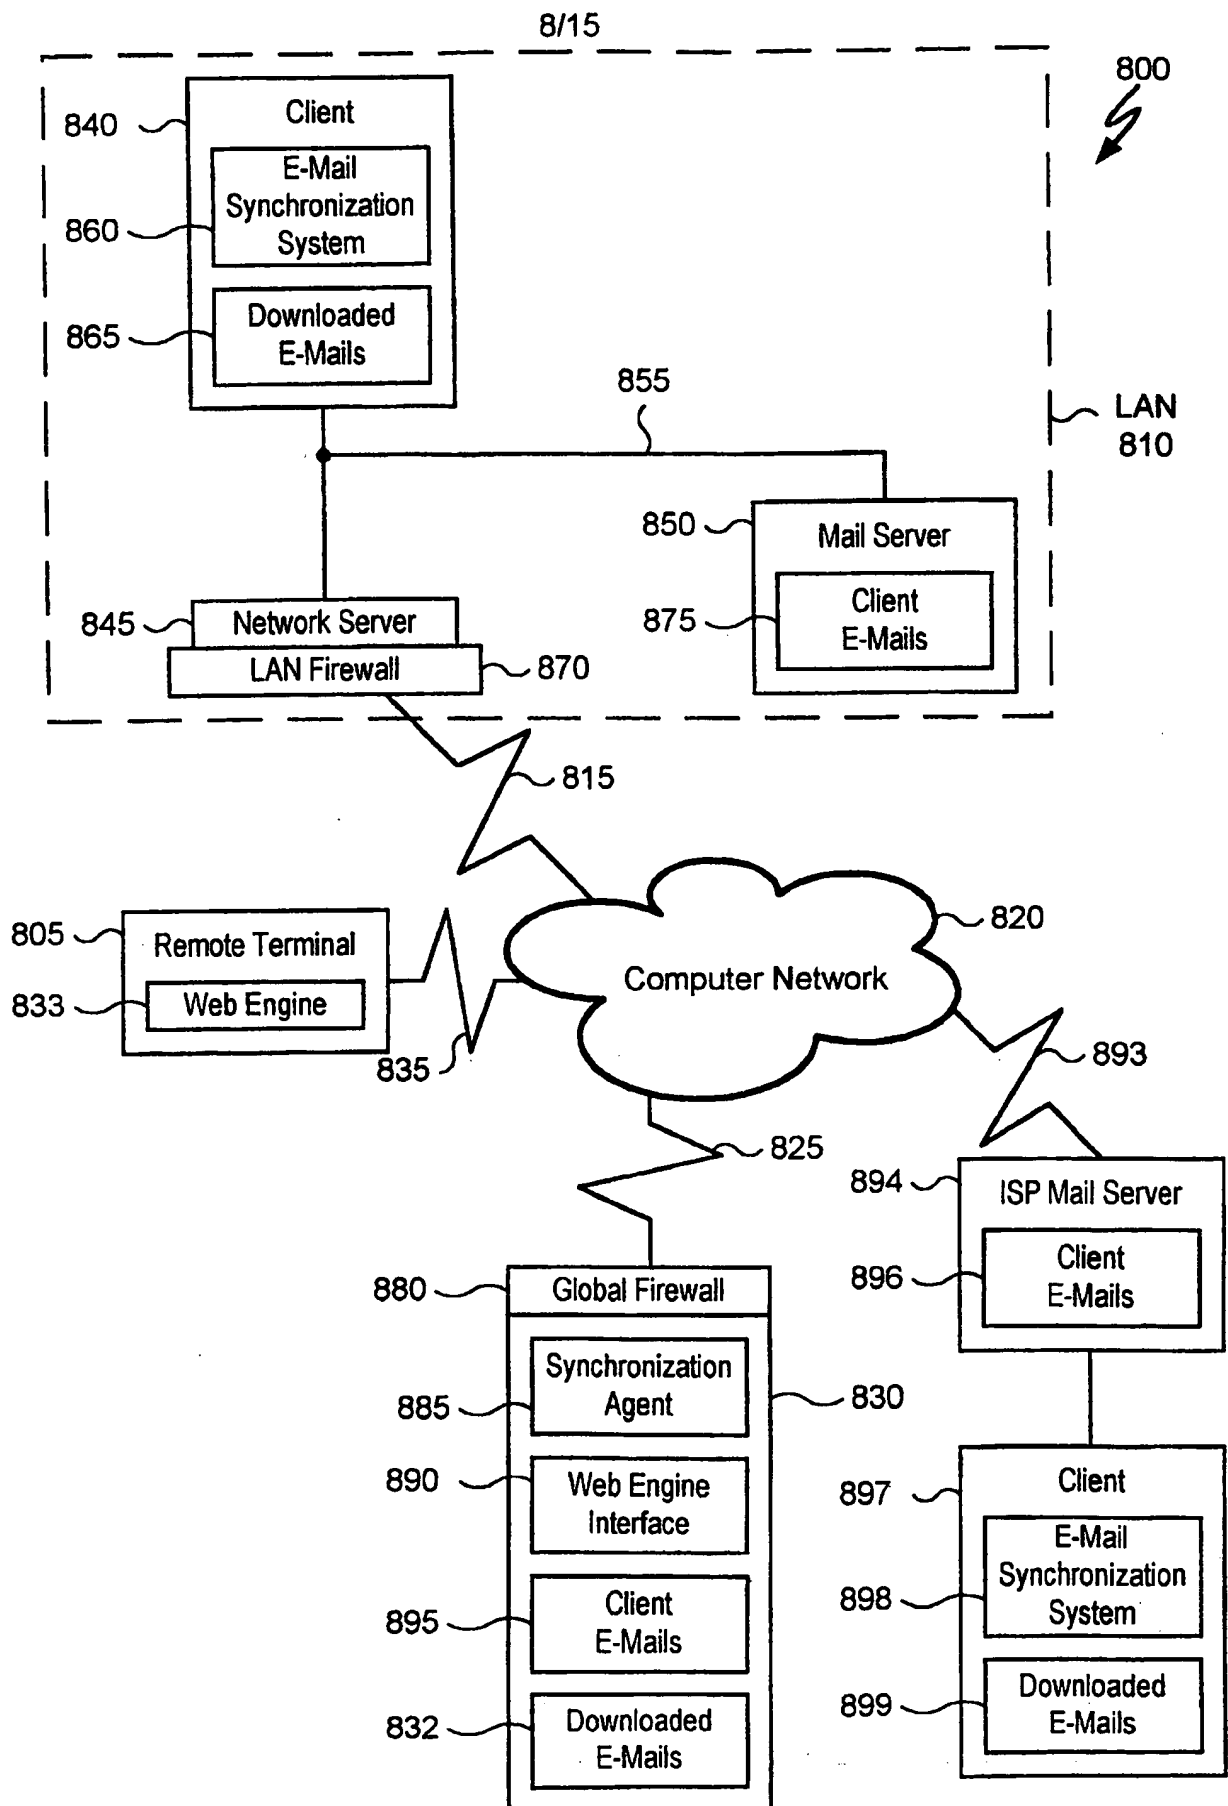 8/15
800
840
Client
E-Mail
Synchronization
System
860
Downloaded
E-Mails
865
855
LAN
810
850
Mail Server
Client
E-Mails
875
845
Network Server
LAN Firewall
870
815
805
Remote Terminal
833
Web Engine
835
820
Computer Network
893
825
894
ISP Mail Server
896
Client
E-Mails
880
Global Firewall
Synchronization
Agent
885
830
890
Web Engine
Interface
895
Client
E-Mails
832
Downloaded
E-Mails
897
Client
E-Mail
Synchronization
System
898
Downloaded
E-Mails
899